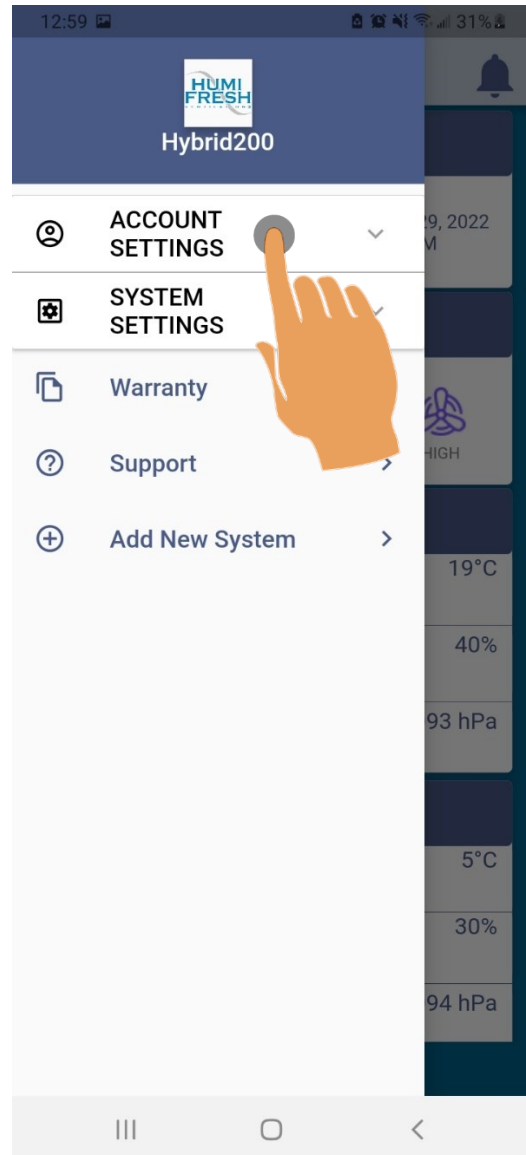 12:59
31%
HUMI
FRESH
Hybrid200
ACCOUNT
SETTINGS
29, 2022
M
SYSTEM
SETTINGS
Warranty
HIGH
Support
Add New System
19°C
40%
93 hPa
5°C
30%
94 hPa